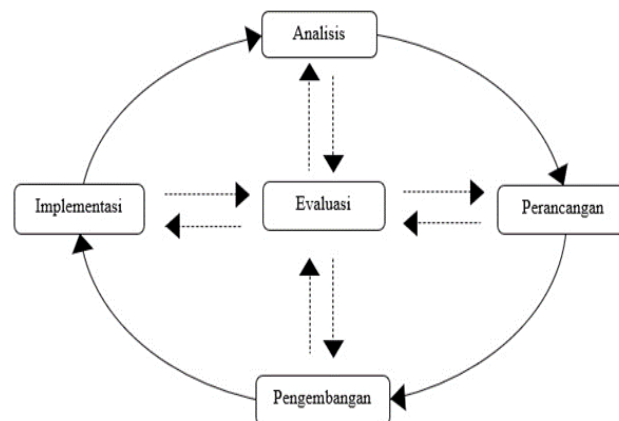 Analisis
Implementasi
Evaluasi
Perancangan
Pengembangan